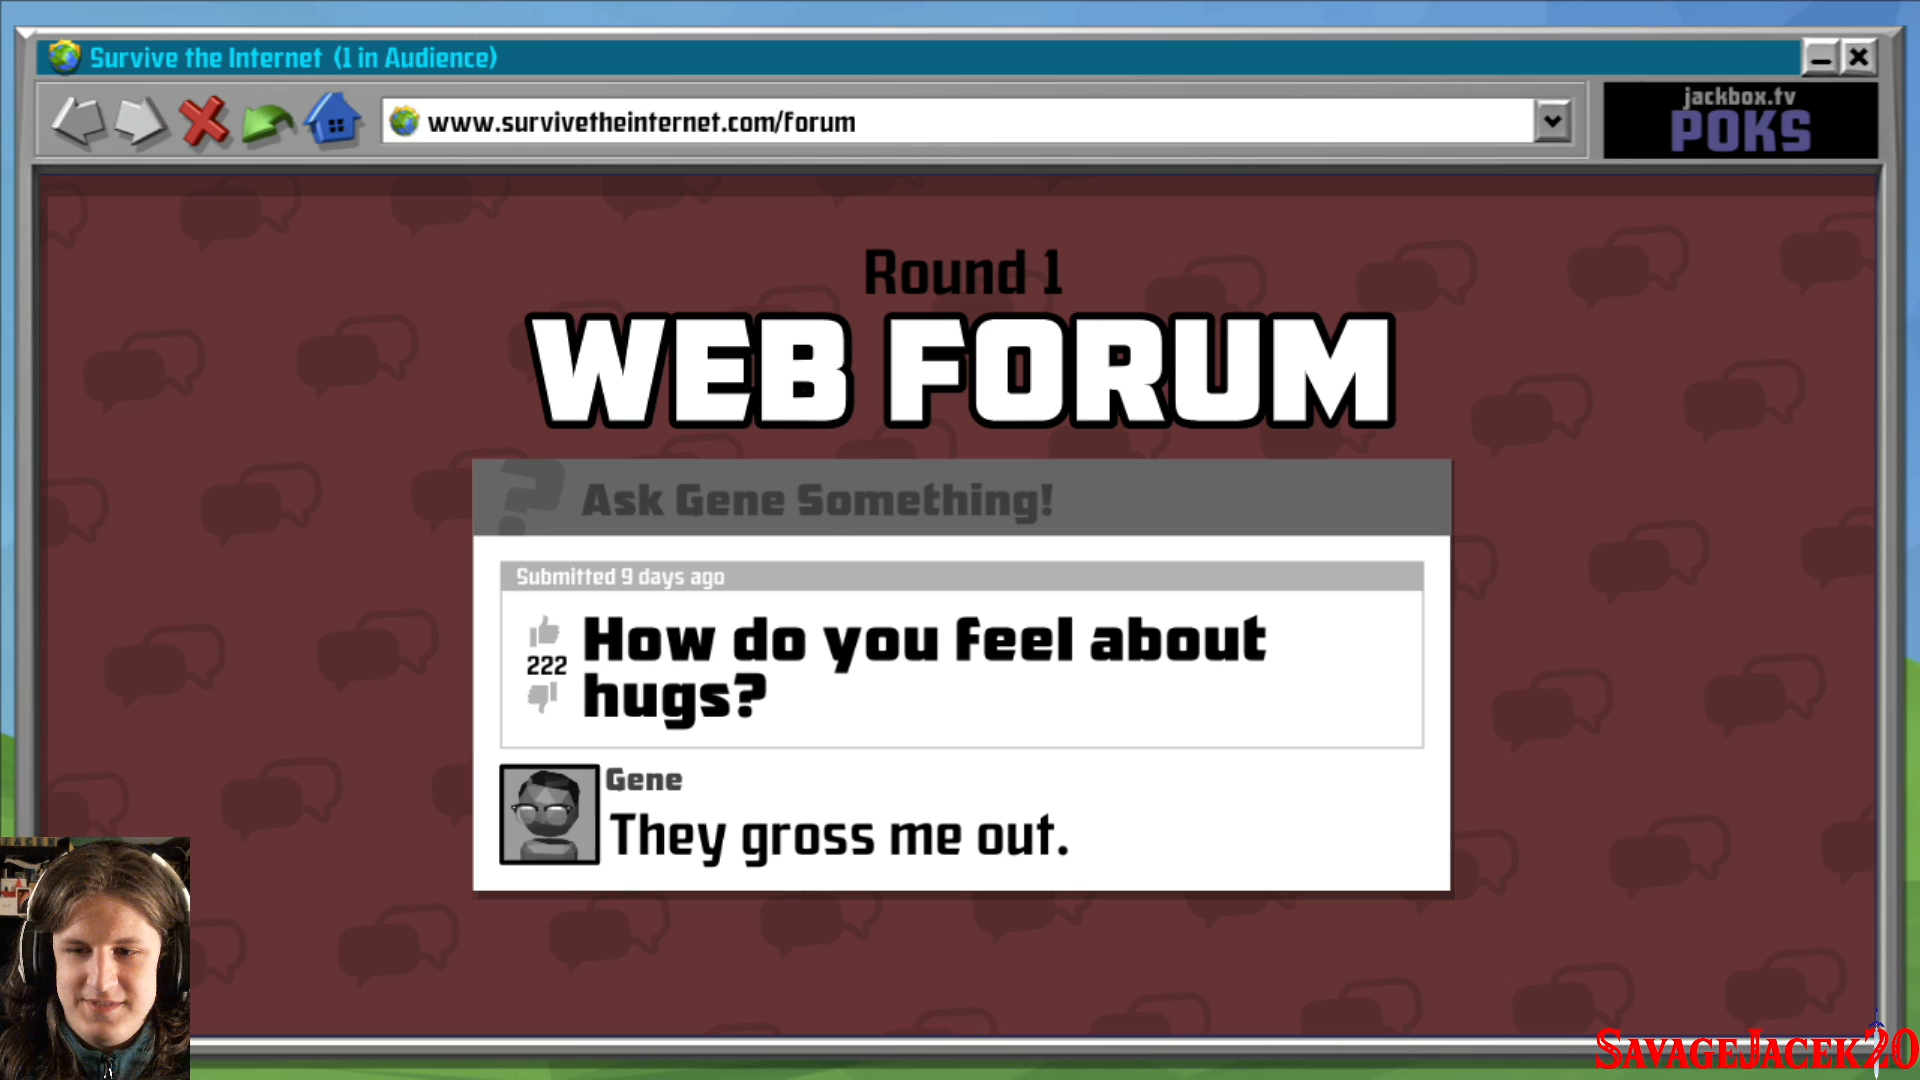 Survive the Internet (1 in Audience)
www.survivetheinternet.com/forum
jackbox.tv
POKS
Round 1
WEB FORUM
? Ask Gene Something!
Submitted 9 days ago
222
How do you feel about
hugs?
Gene
They gross me out.
SavageJacek20